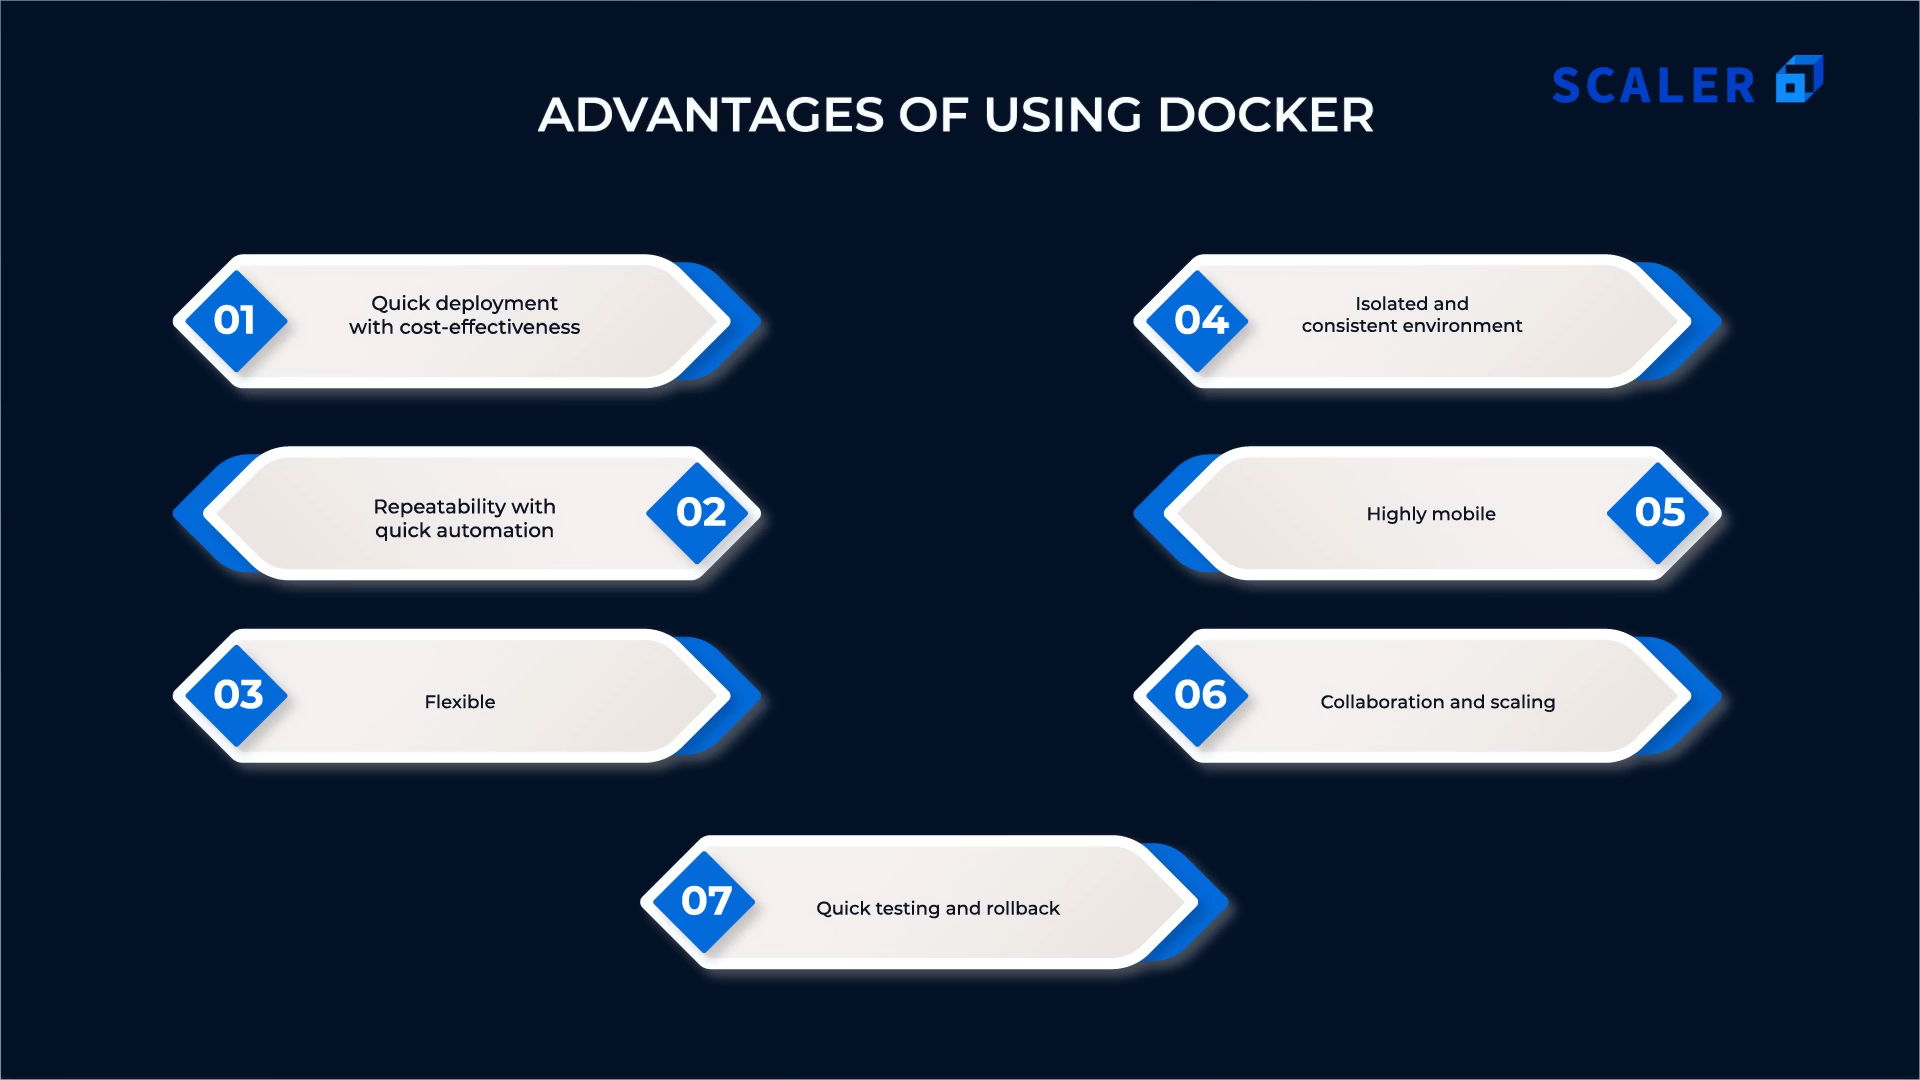 SCALER
ADVANTAGES OF USING DOCKER
01
Quick deployment
with cost-effectiveness
Repeatability with
quick automation
02
03
Flexible
04
Isolated and
consistent environment
Highly mobile
05
06
Collaboration and scaling
07
Quick testing and rollback